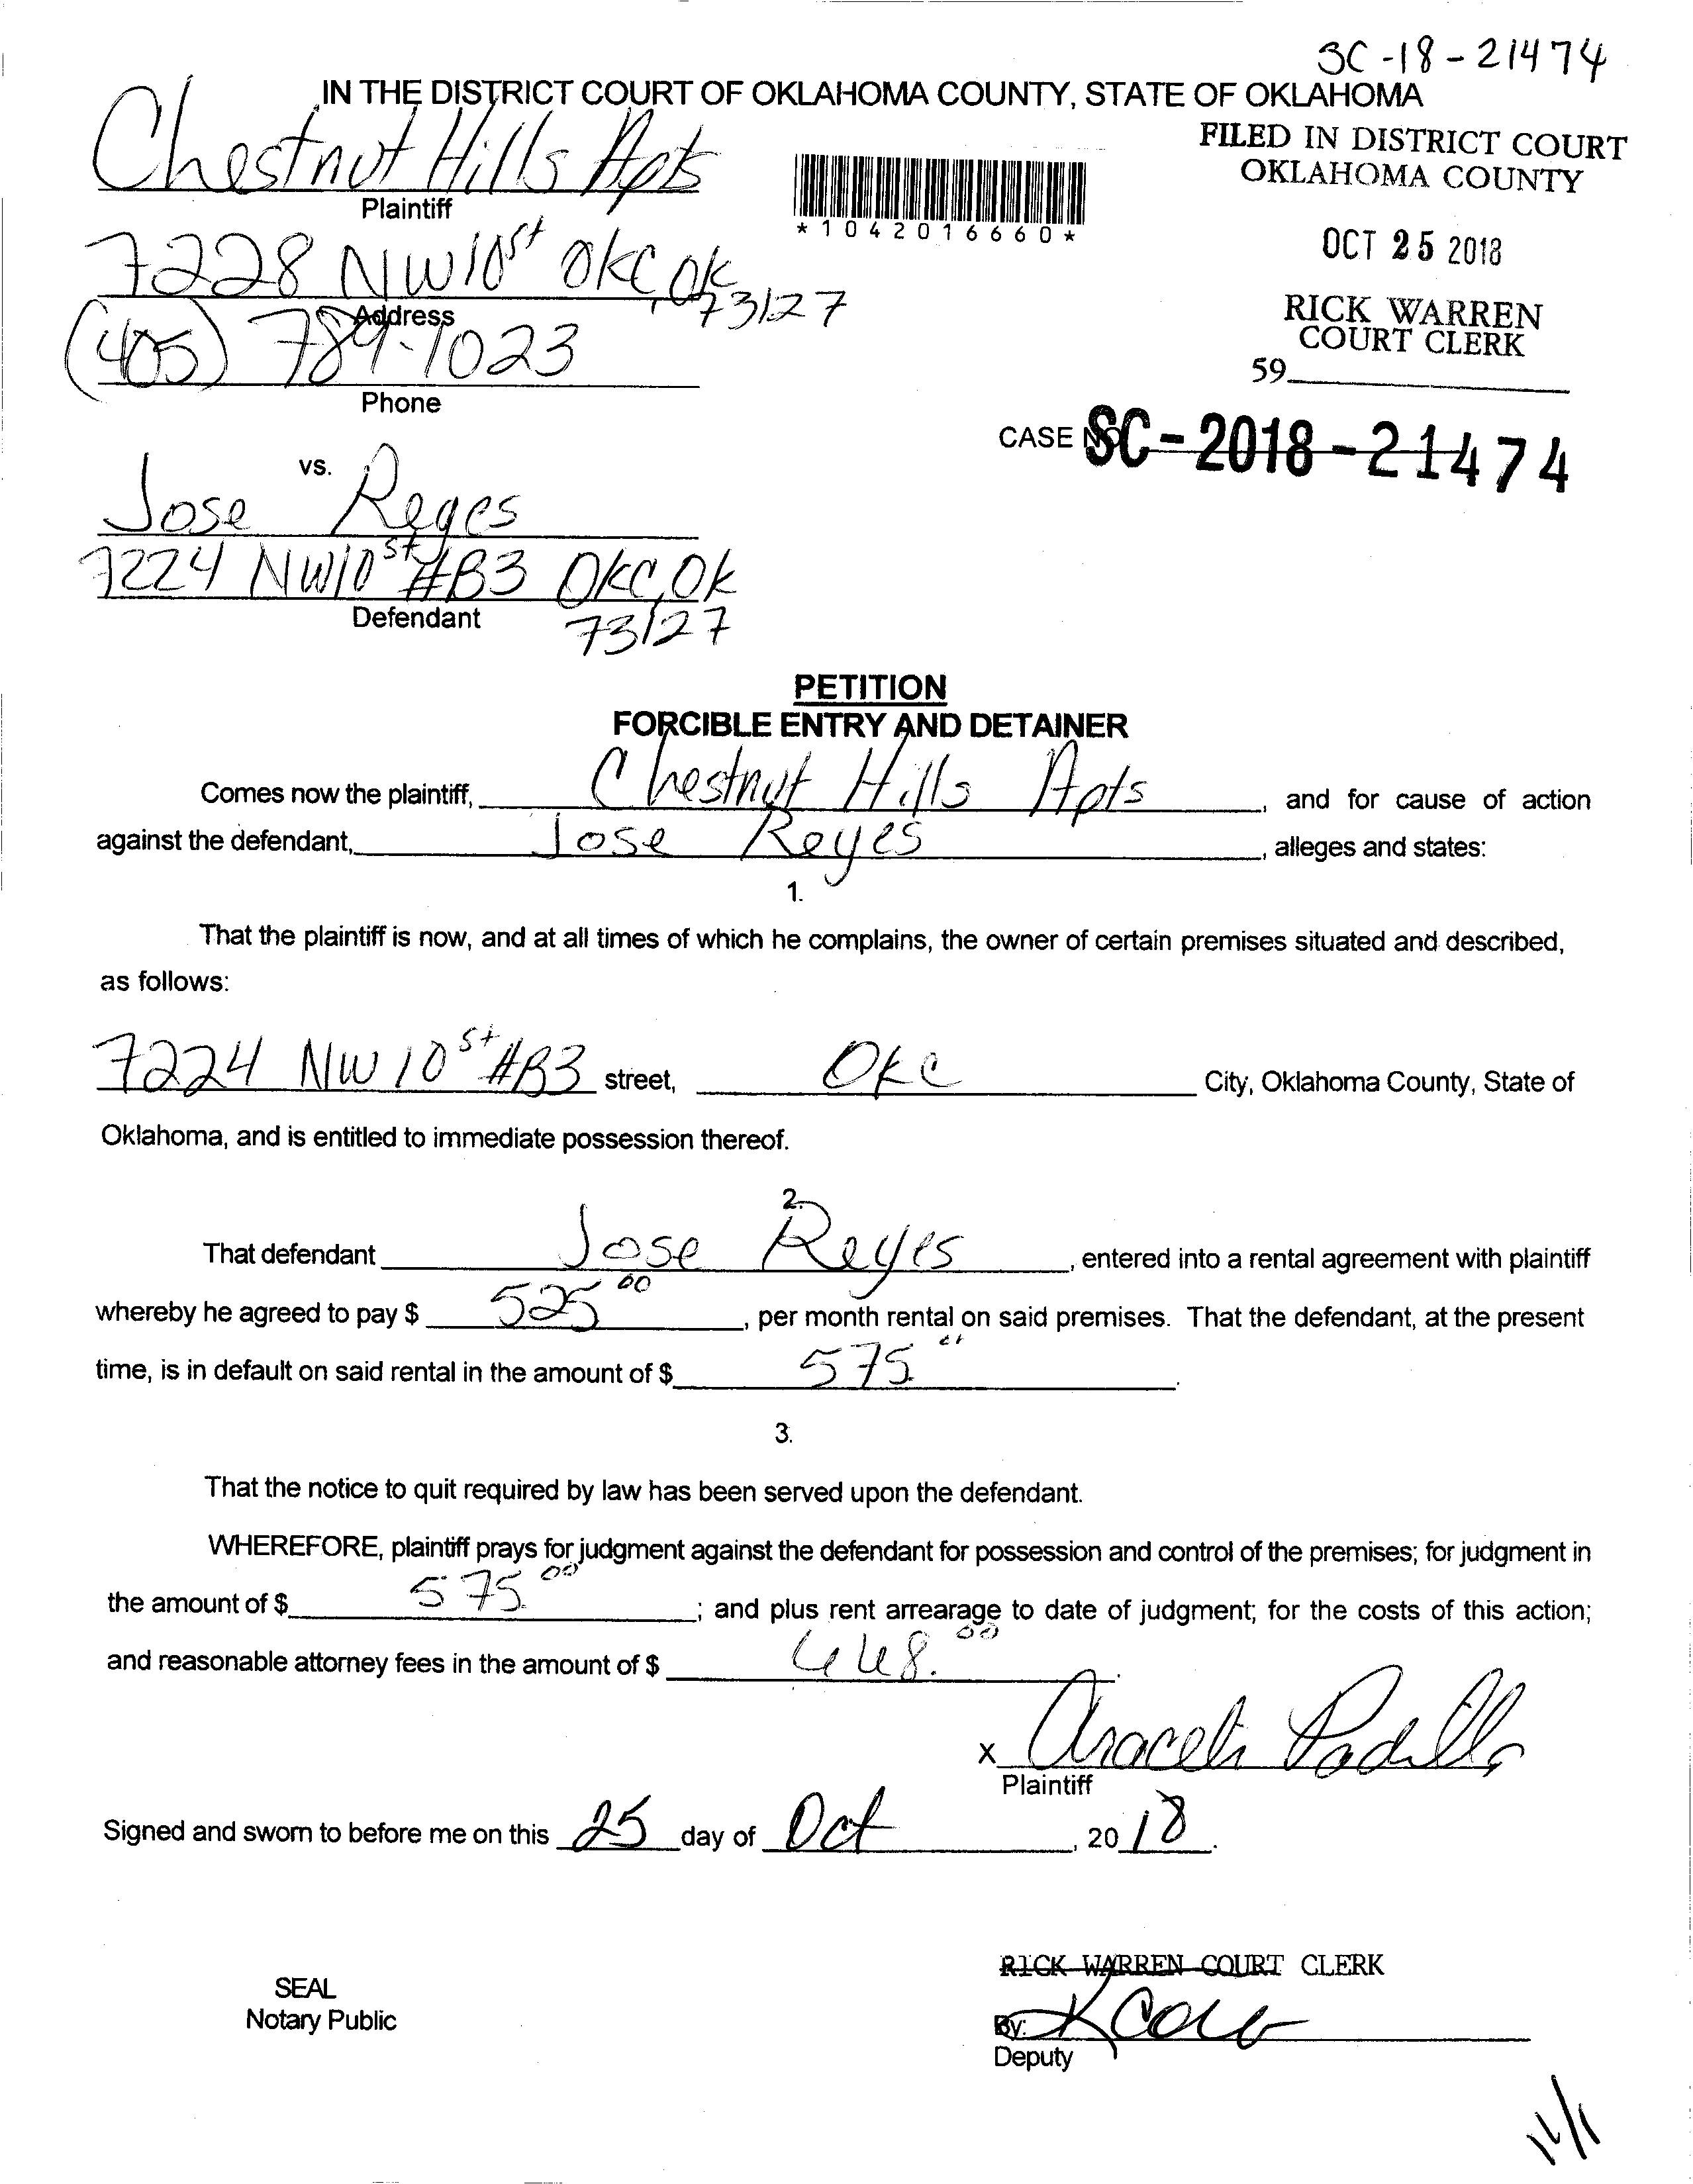 SC-18-21474
IN THE DISTRICT COURT OF OKLAHOMA COUNTY, STATE OF OKLAHOMA
Chestnut Hills Apts
Plaintiff
FILED IN DISTRICT COURT
OKLAHOMA COUNTY
*1042016660*
7228 NW 10st OKC, OK
73127
Address
OCT 25 2018
(405) 789-1023
Phone
RICK WARREN
COURT CLERK
59
CASE NO. SC-2018-21474
vs.
Jose Reyes
7224 NW 10st #B3 OKC, OK
73127
Defendant
PETITION
FORCIBLE ENTRY AND DETAINER
Comes now the plaintiff, Chestnut Hills Apts, and for cause of action
against the defendant, Jose Reyes, alleges and states:
1.
That the plaintiff is now, and at all times of which he complains, the owner of certain premises situated and described,
as follows:
7224 NW 10st #B3 street, OKC City, Oklahoma County, State of
Oklahoma, and is entitled to immediate possession thereof.
2.
That defendant Jose Reyes, entered into a rental agreement with plaintiff
whereby he agreed to pay $ 525 00, per month rental on said premises. That the defendant, at the present
time, is in default on said rental in the amount of $ 575.
3.
That the notice to quit required by law has been served upon the defendant.
WHEREFORE, plaintiff prays for judgment against the defendant for possession and control of the premises; for judgment in
the amount of $ 575. 00; and plus rent arrearage to date of judgment; for the costs of this action;
and reasonable attorney fees in the amount of $
x Araceli Padilla
Plaintiff
Signed and sworn to before me on this 25 day of Oct, 2018.
SEAL
Notary Public
RICK WARREN COURT CLERK
By:
Deputy